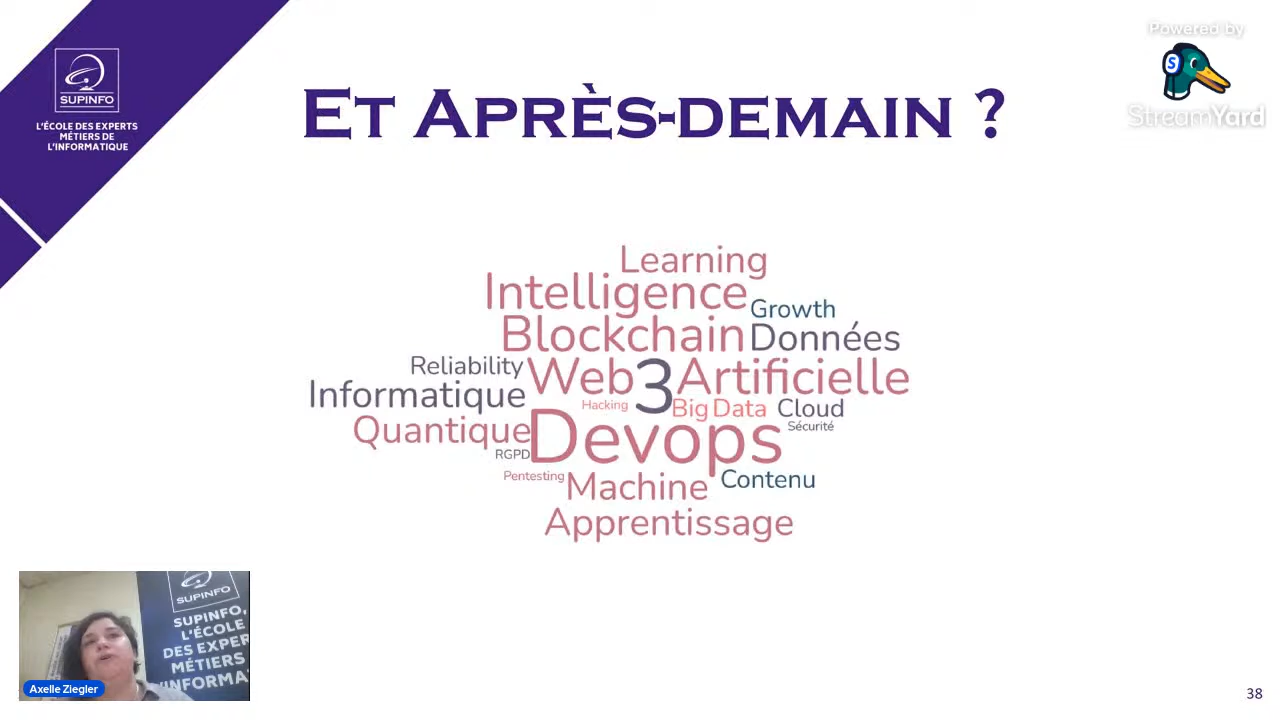 SUPINFO
L'ÉCOLE DES EXPERTS
MÉTIERS DE
L'INFORMATIQUE
Powered by
S
StreamYard
ET APRÈS-DEMAIN ?
Learning
Intelligence
Growth
Blockchain
Données
Reliability
Web
3
Artificielle
Informatique
Hacking
Big Data
Cloud
Quantique
Devops
Sécurité
RGPD
Pentesting
Machine
Contenu
Apprentissage
SUPINFO
SUPINFO,
L'ÉCOLE
DES EXPER
MÉTIERS
INFORMA
Axelle Ziegler
38